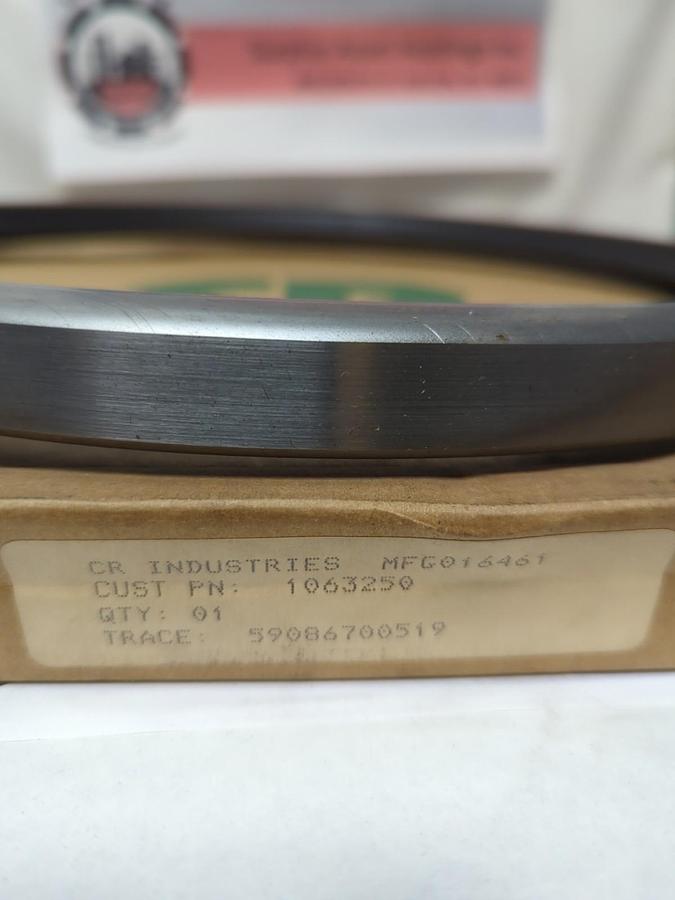 CR INDUSTRIES MFG016461
CUST PN: 1063250
QTY: 01
TRACE: 59086700519